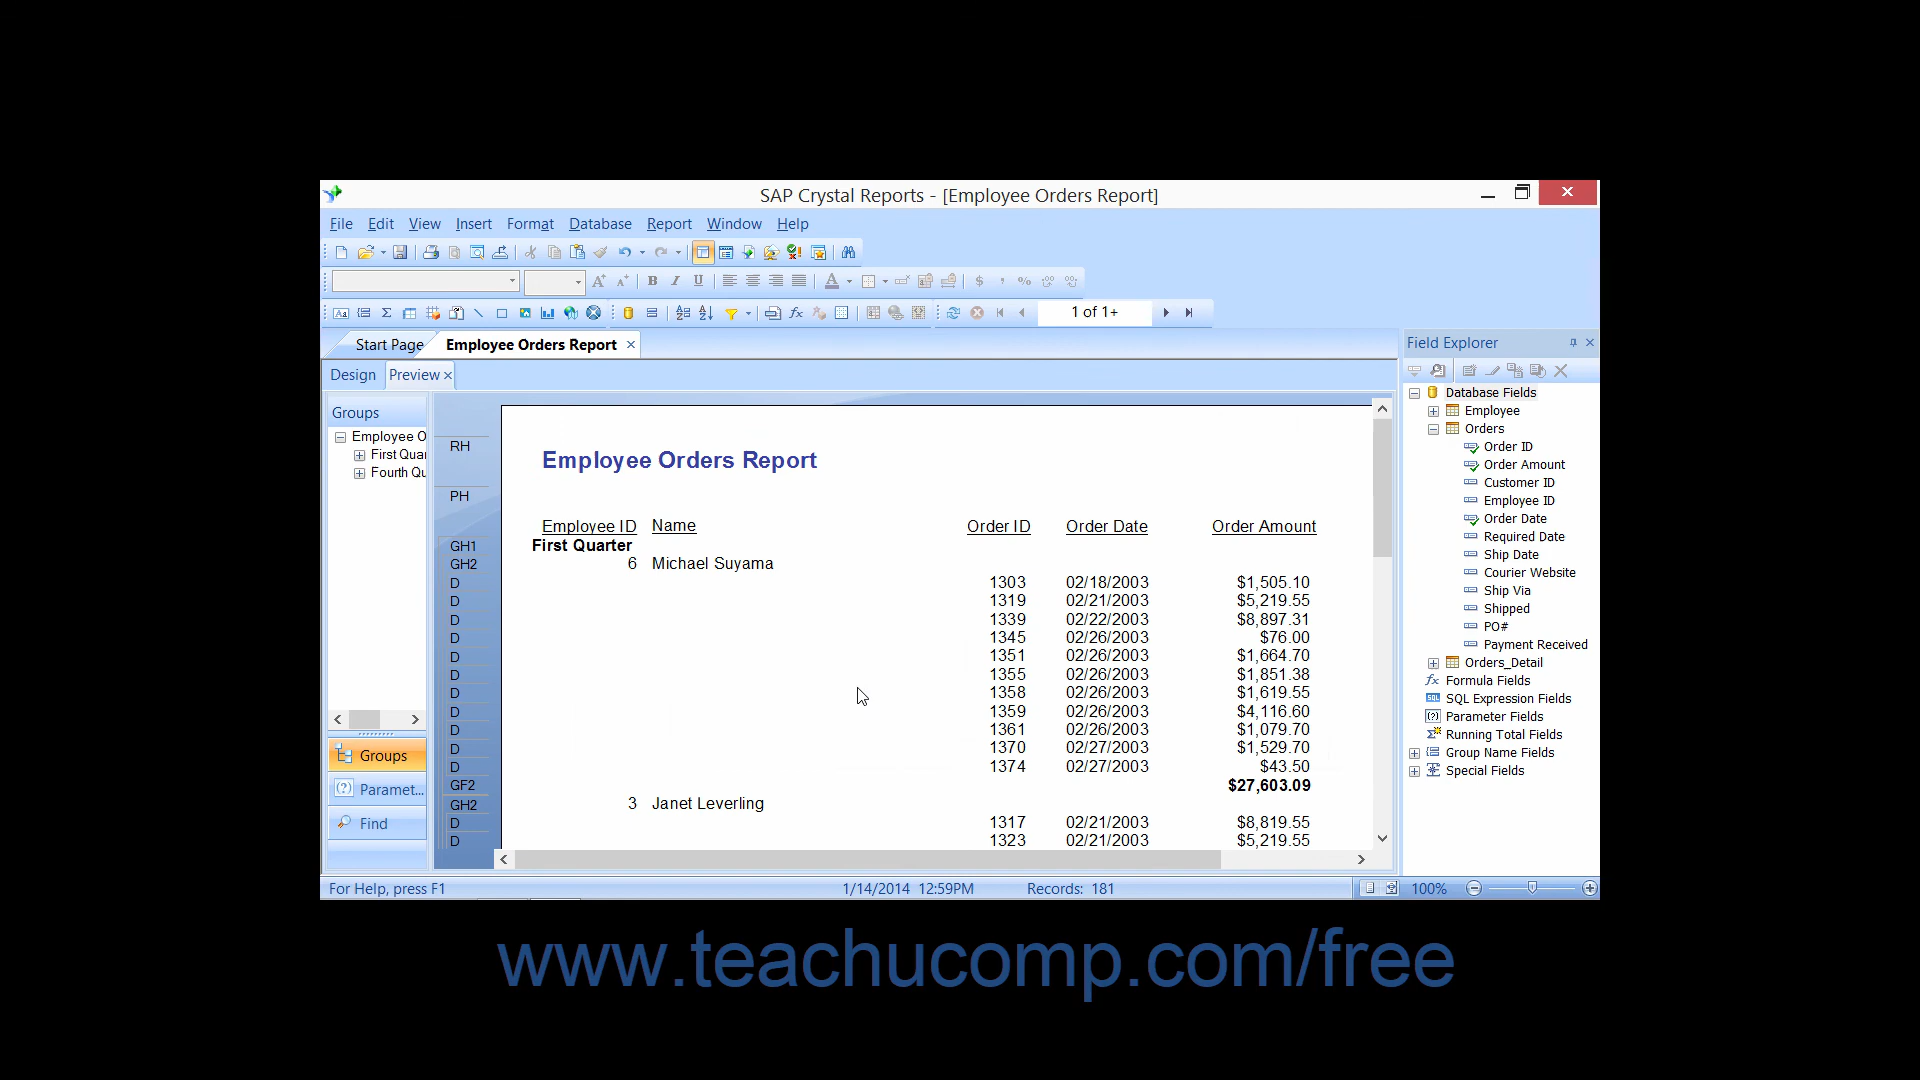 SAP Crystal Reports - [Employee Orders Report]
File Edit View Insert Format Database Report Window Help
B I U $ , %
1 of 1+
Start Page Employee Orders Report
Design Preview
Groups
Employee O
First Quar
Fourth Qu
Groups
Paramet...
Find
RH
Employee Orders Report
PH
Employee ID Name Order ID Order Date Order Amount
GH1 First Quarter
GH2 6 Michael Suyama
D 1303 02/18/2003 $1,505.10
D 1319 02/21/2003 $5,219.55
D 1339 02/22/2003 $8,897.31
D 1345 02/26/2003 $76.00
D 1351 02/26/2003 $1,664.70
D 1355 02/26/2003 $1,851.38
D 1358 02/26/2003 $1,619.55
D 1359 02/26/2003 $4,116.60
D 1361 02/26/2003 $1,079.70
D 1370 02/27/2003 $1,529.70
D 1374 02/27/2003 $43.50
GF2 $27,603.09
GH2 3 Janet Leverling
D 1317 02/21/2003 $8,819.55
D 1323 02/21/2003 $5,219.55
Field Explorer
Database Fields
Employee
Orders
Order ID
Order Amount
Customer ID
Employee ID
Order Date
Required Date
Ship Date
Courier Website
Ship Via
Shipped
PO#
Payment Received
Orders_Detail
Formula Fields
SQL Expression Fields
Parameter Fields
Running Total Fields
Group Name Fields
Special Fields
For Help, press F1 1/14/2014 12:59PM Records: 181 100%
www.teachucomp.com/free